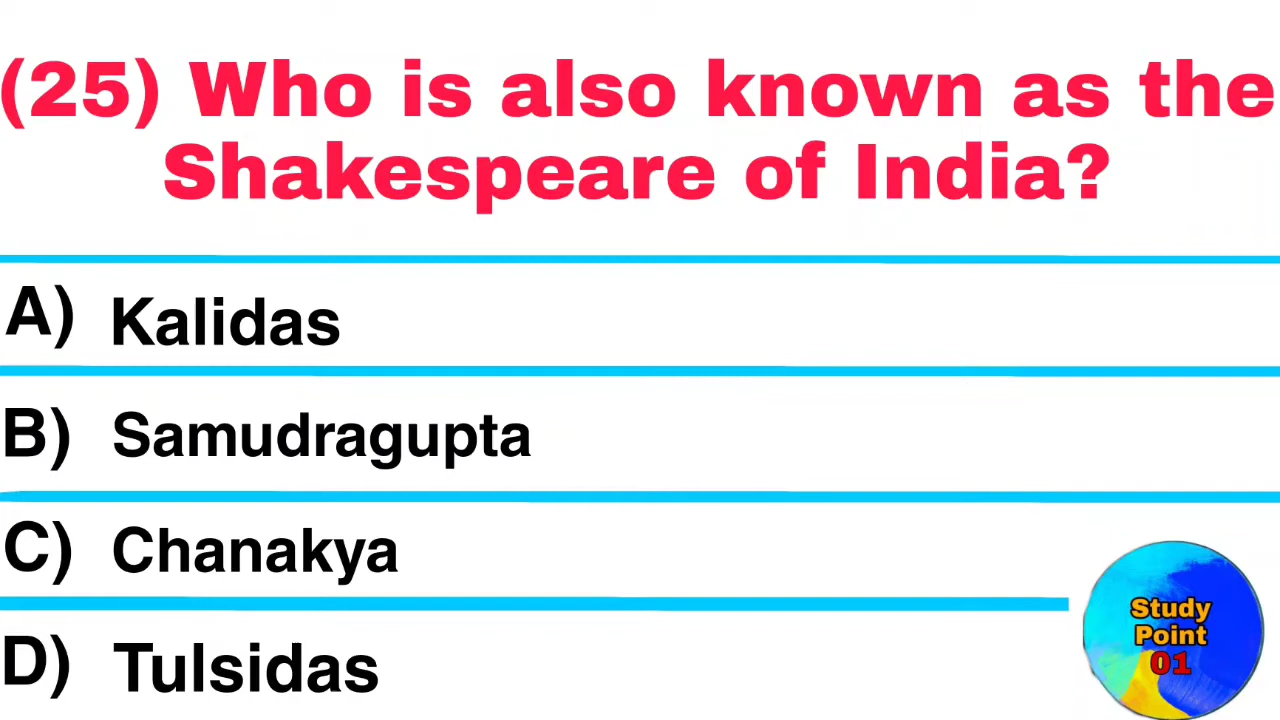 (25) Who is also known as the
Shakespeare of India?
A) Kalidas
B) Samudragupta
C) Chanakya
D) Tulsidas
Study
Point
01